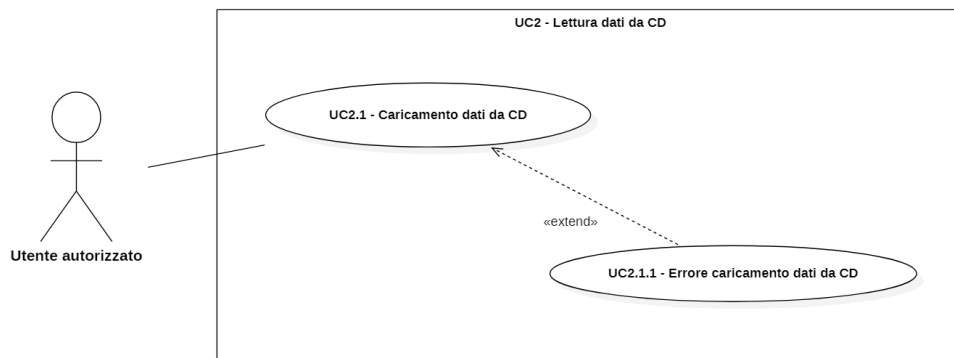 UC2 - Lettura dati da CD
UC2.1 - Caricamento dati da CD
«extend»
Utente autorizzato
UC2.1.1 - Errore caricamento dati da CD